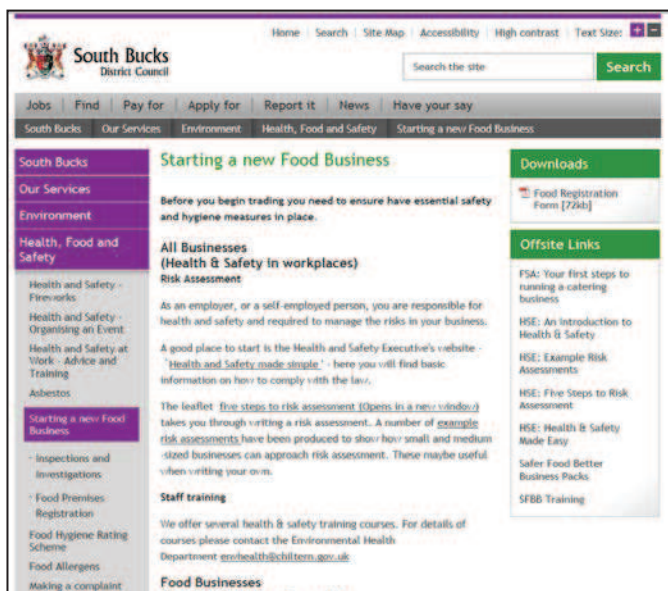 Home | Search | Site Map | Accessibility | High contrast | Text Size: + -
South Bucks
District Council
Search the site
Search
Jobs | Find | Pay for | Apply for | Report it | News | Have your say
South Bucks Our Services Environment Health, Food and Safety Starting a new Food Business
South Bucks
Our Services
Environment
Health, Food and
Safety
Health and Safety -
Fireworks
Health and Safety -
Organising an Event
Health and Safety at
Work - Advice and
Training
Asbestos
Starting a new Food
Business
- Inspections and
Investigations
- Food Premises
Registration
Food Hygiene Rating
Scheme
Food Allergens
Making a complaint
Starting a new Food Business
Before you begin trading you need to ensure have essential safety
and hygiene measures in place.
All Businesses
(Health & Safety in workplaces)
Risk Assessment
As an employer, or a self-employed person, you are responsible for
health and safety and required to manage the risks in your business.
A good place to start is the Health and Safety Executive's website -
'Health and Safety made simple' - here you will find basic
information on how to comply with the law.
The leaflet five steps to risk assessment (Opens in a new window)
takes you through writing a risk assessment. A number of example
risk assessments have been produced to show how small and medium
-sized businesses can approach risk assessment. These maybe useful
when writing your own.
Staff training
We offer several health & safety training courses. For details of
courses please contact the Environmental Health
Department envhealth@chiltern.gov.uk
Food Businesses
Downloads
Food Registration
Form [72kb]
Offsite Links
FSA: Your first steps to
running a catering
business
HSE: An introduction to
Health & Safety
HSE: Example Risk
Assessments
HSE: Five Steps to Risk
Assessment
HSE: Health & Safety
Made Easy
Safer Food Better
Business Packs
SFBB Training